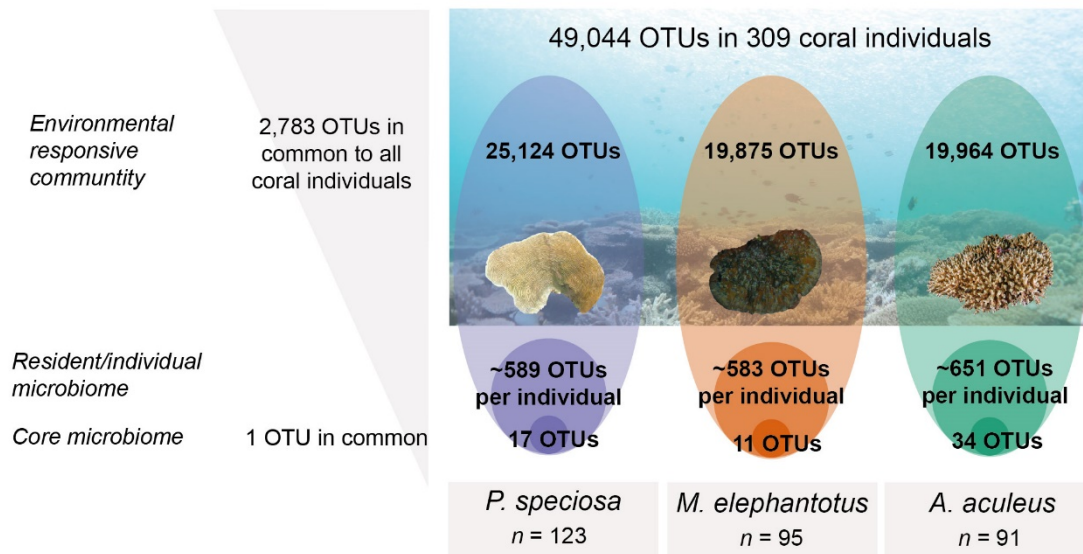 49,044 OTUs in 309 coral individuals
Environmental
responsive
communtity
2,783 OTUs in
common to all
coral individuals
25,124 OTUs
19,875 OTUs
19,964 OTUs
Resident/individual
microbiome
~589 OTUs
per individual
~583 OTUs
per individual
~651 OTUs
per individual
Core microbiome
1 OTU in common
17 OTUs
11 OTUs
34 OTUs
P. speciosa
n = 123
M. elephantotus
n = 95
A. aculeus
n = 91